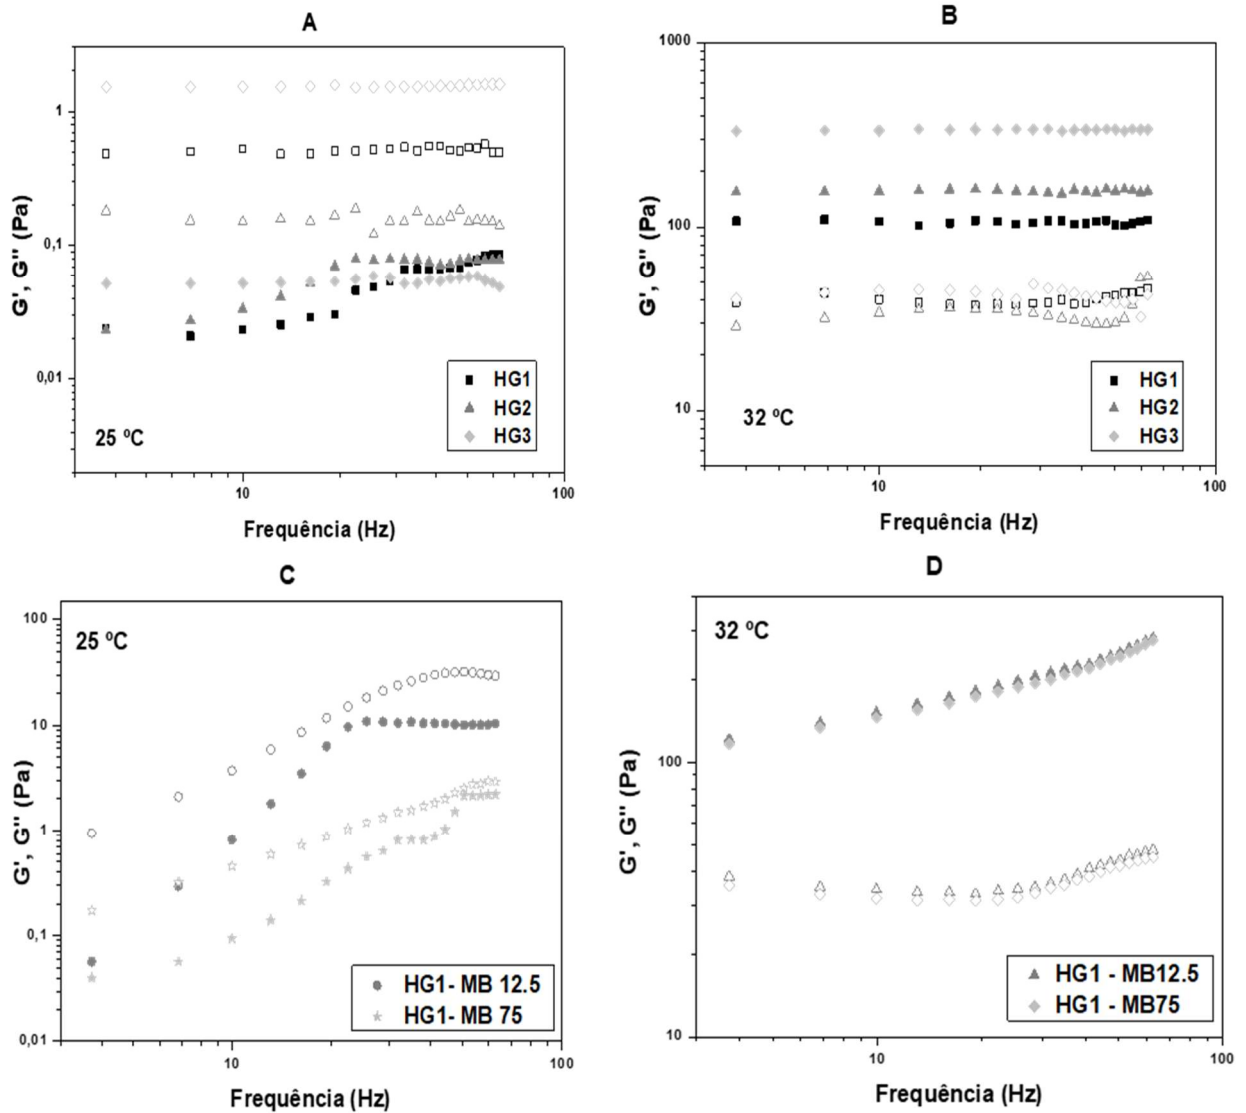 A
G', G'' (Pa)
1
0,1
0,01
25 ºC
HG1
HG2
HG3
10
100
Frequência (Hz)
B
G', G'' (Pa)
1000
100
10
32 ºC
HG1
HG2
HG3
10
100
Frequência (Hz)
C
G', G'' (Pa)
100
10
1
0,1
0,01
25 ºC
HG1- MB 12.5
HG1- MB 75
10
100
Frequência (Hz)
D
G', G'' (Pa)
100
10
32 ºC
HG1 - MB12.5
HG1 - MB75
10
100
Frequência (Hz)